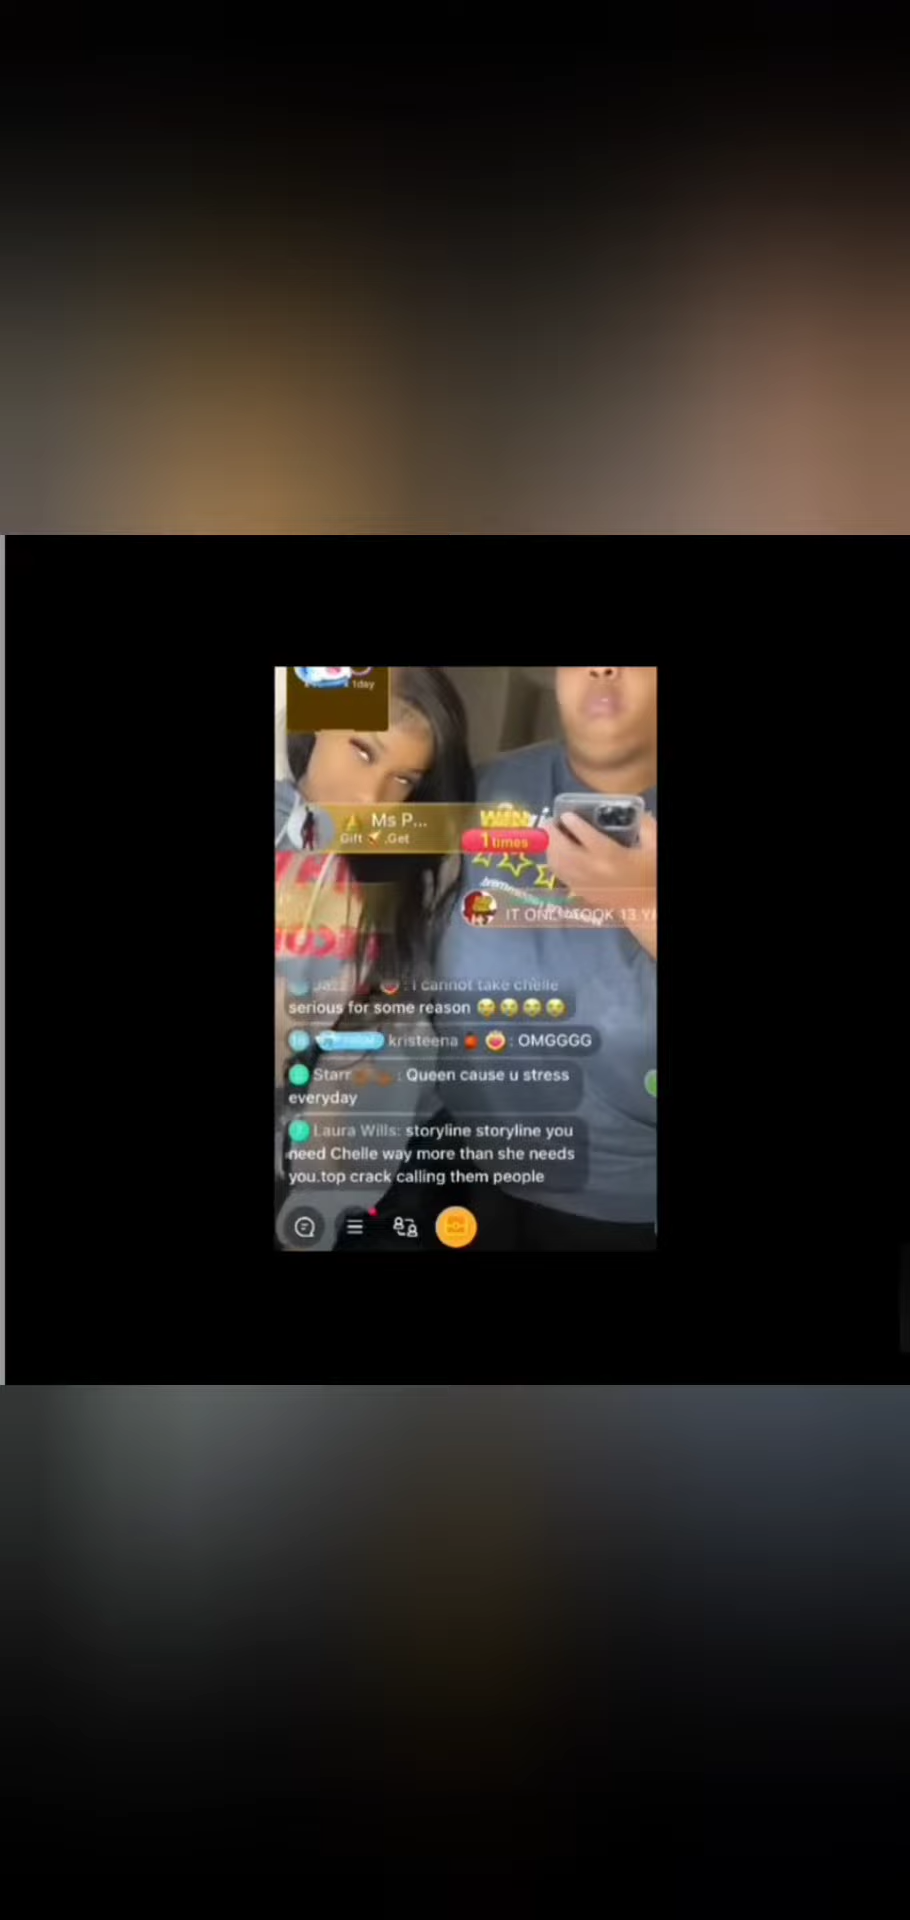 1day
Ms P...
Gift ,Get
WIN
1 times
IT ONLY TOOK 13
Jazz : I cannot take chelle
serious for some reason 😭😭😭😭
kristeena : OMGGGG
Starr : Queen cause u stress
everyday
Laura Wills: storyline storyline you
need Chelle way more than she needs
you.top crack calling them people